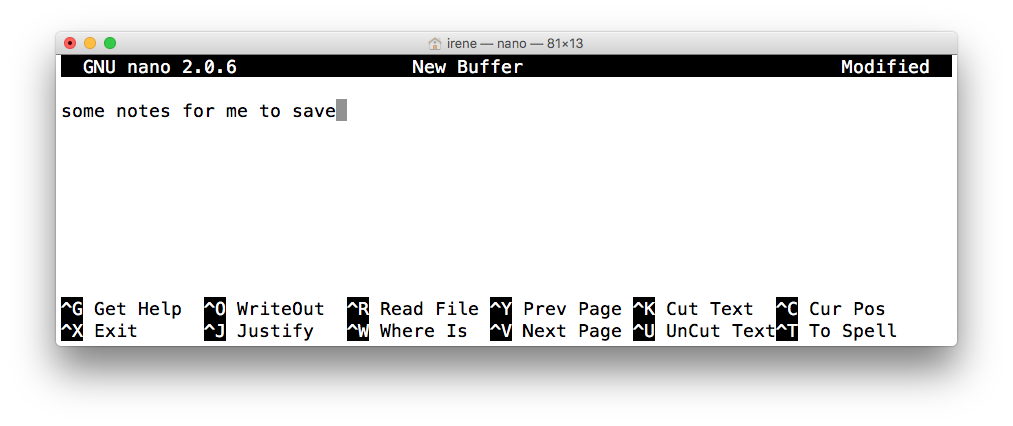 irene — nano — 81×13
GNU nano 2.0.6 New Buffer Modified
some notes for me to save
^G Get Help ^O WriteOut ^R Read File ^Y Prev Page ^K Cut Text ^C Cur Pos
^X Exit ^J Justify ^W Where Is ^V Next Page ^U UnCut Text ^T To Spell